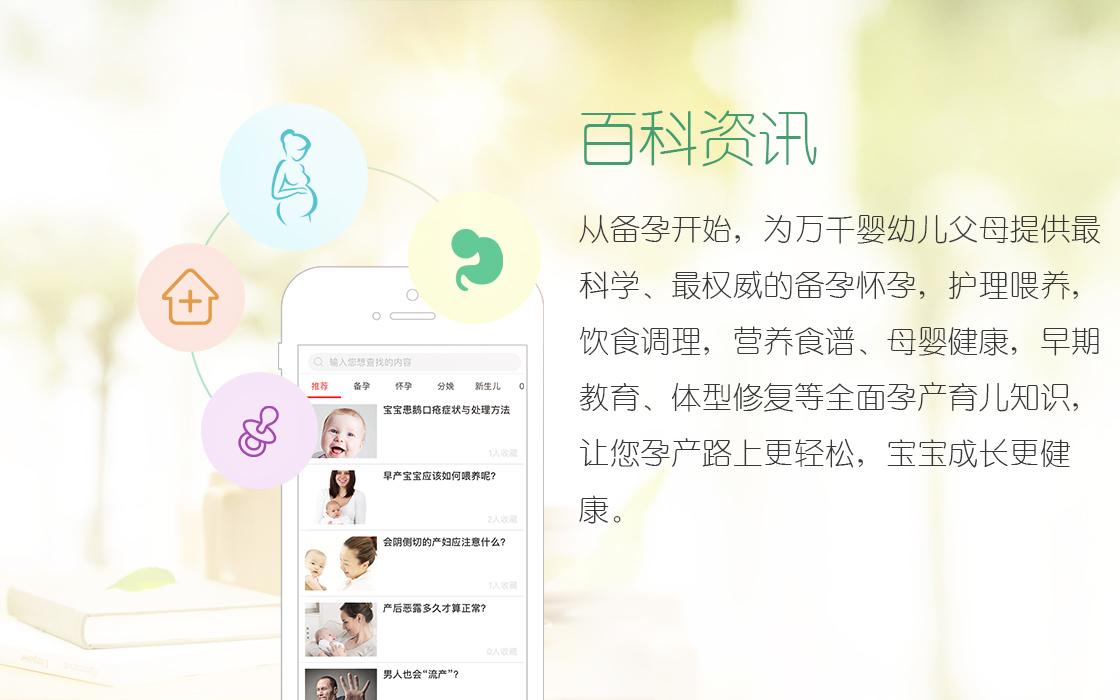 百科资讯
从备孕开始，为万千婴幼儿父母提供最
科学、最权威的备孕怀孕，护理喂养，
饮食调理，营养食谱、母婴健康，早期
教育、体型修复等全面孕产育儿知识，
让您孕产路上更轻松，宝宝成长更健
康。
输入您想查找的内容
推荐 备孕 怀孕 分娩 新生儿 0
宝宝患鹅口疮症状与处理方法
1人收藏
早产宝宝应该如何喂养呢?
2人收藏
会阴侧切的产妇应注意什么?
1人收藏
产后恶露多久才算正常?
0人收藏
男人也会“流产”?